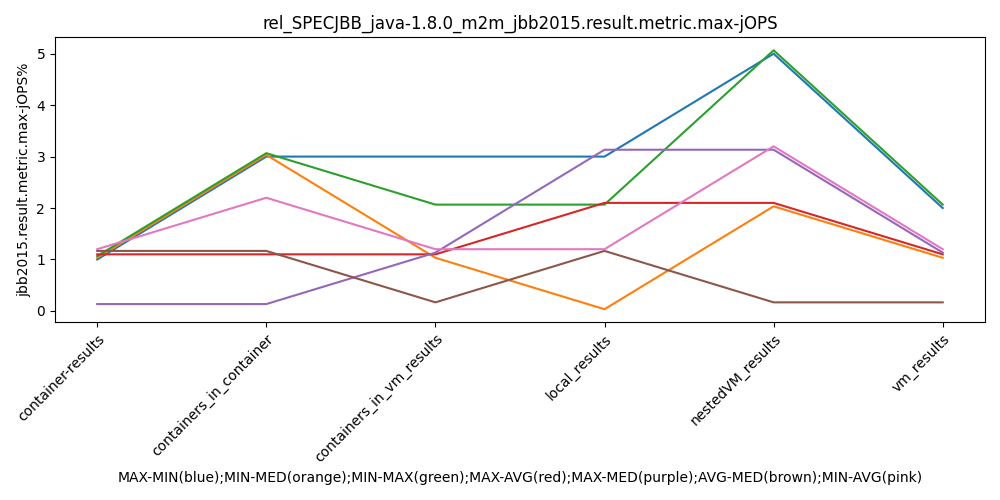 rel_SPECJBB_java-1.8.0_m2m_jbb2015.result.metric.max-jOPS
jbb2015.result.metric.max-jOPS%
5
4
3
2
1
0
container-results
containers_in_container
containers_in_vm_results
local_results
nestedVM_results
vm_results
MAX-MIN(blue);MIN-MED(orange);MIN-MAX(green);MAX-AVG(red);MAX-MED(purple);AVG-MED(brown);MIN-AVG(pink)